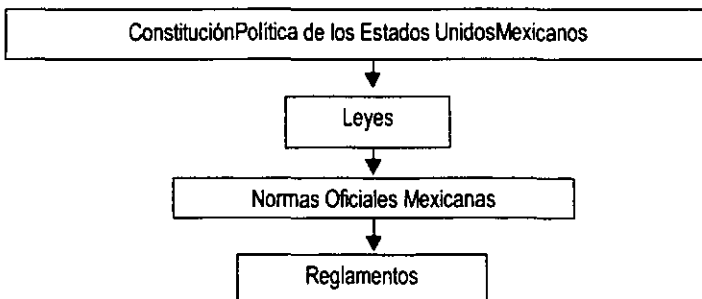 ConstituciónPolítica de los Estados UnidosMexicanos
Leyes
Normas Oficiales Mexicanas
Reglamentos